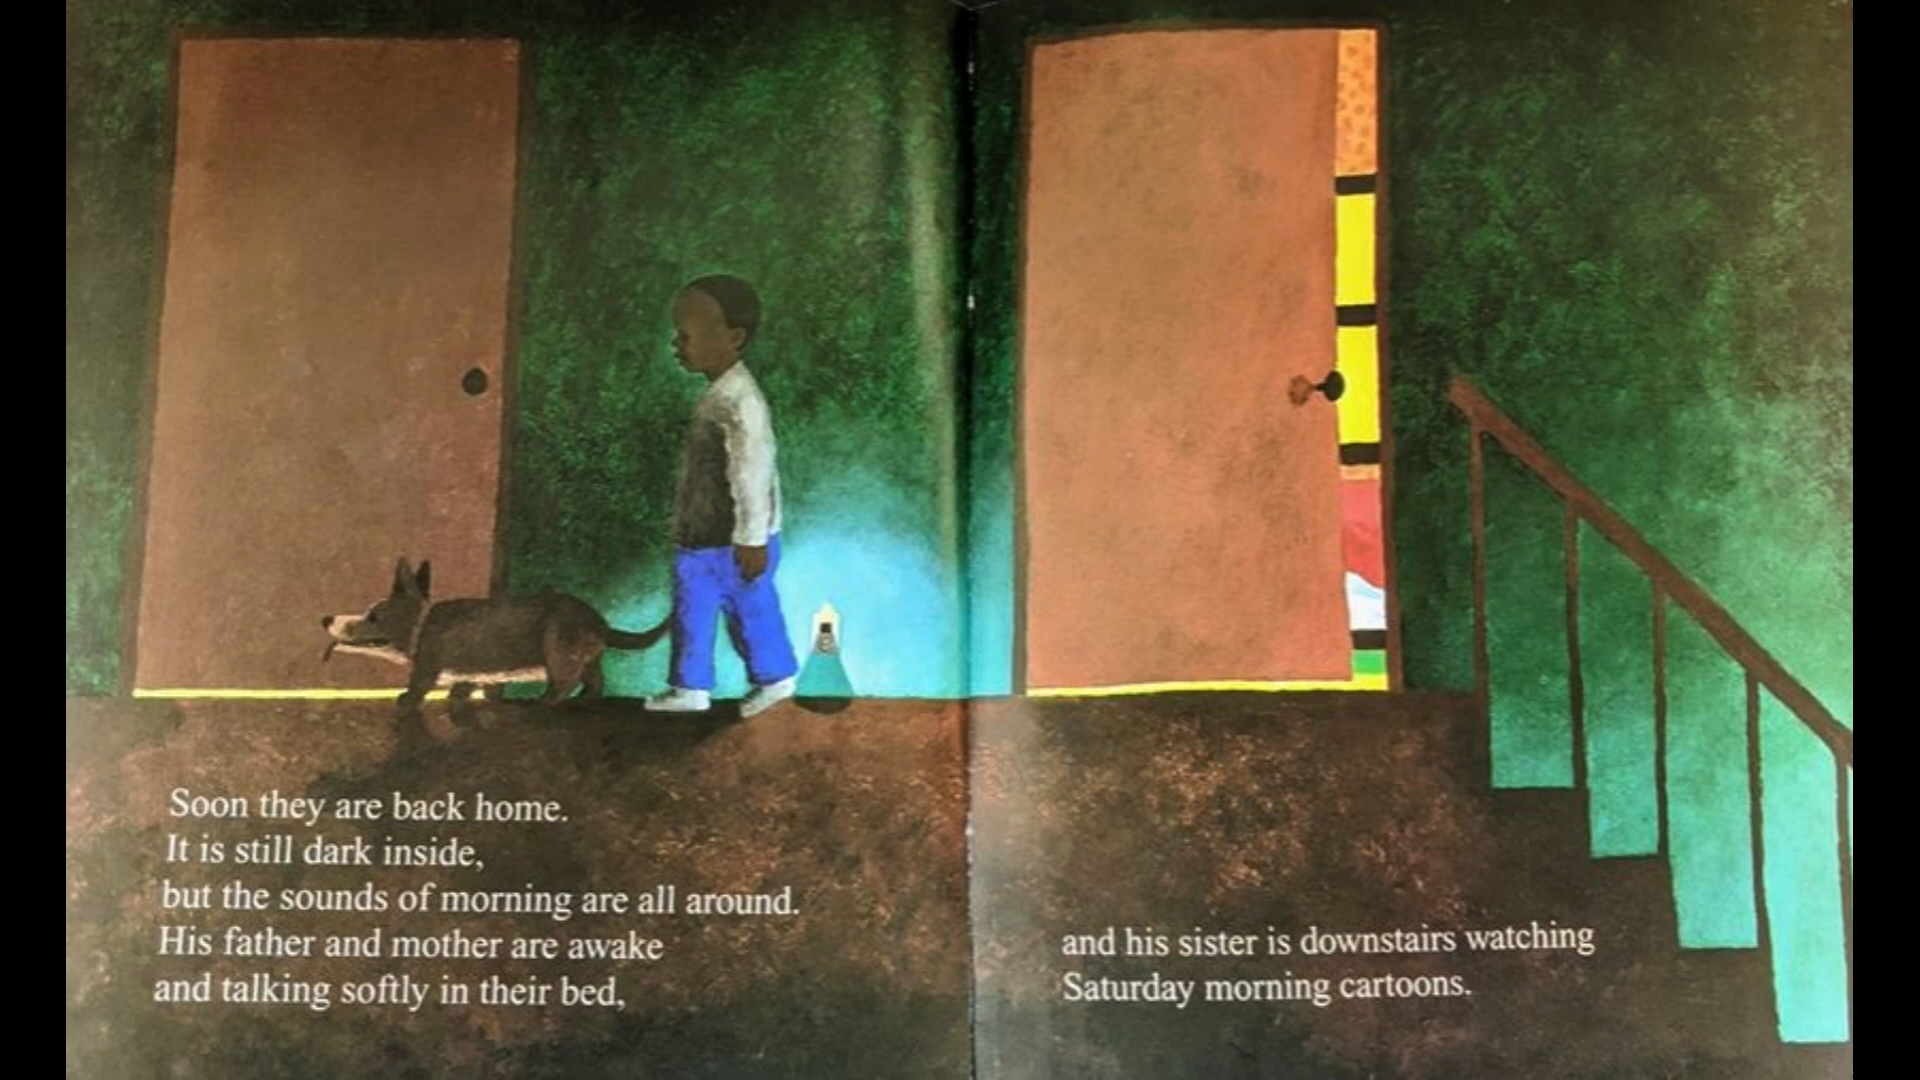 Soon they are back home.
It is still dark inside,
but the sounds of morning are all around.
His father and mother are awake
and talking softly in their bed,
and his sister is downstairs watching
Saturday morning cartoons.